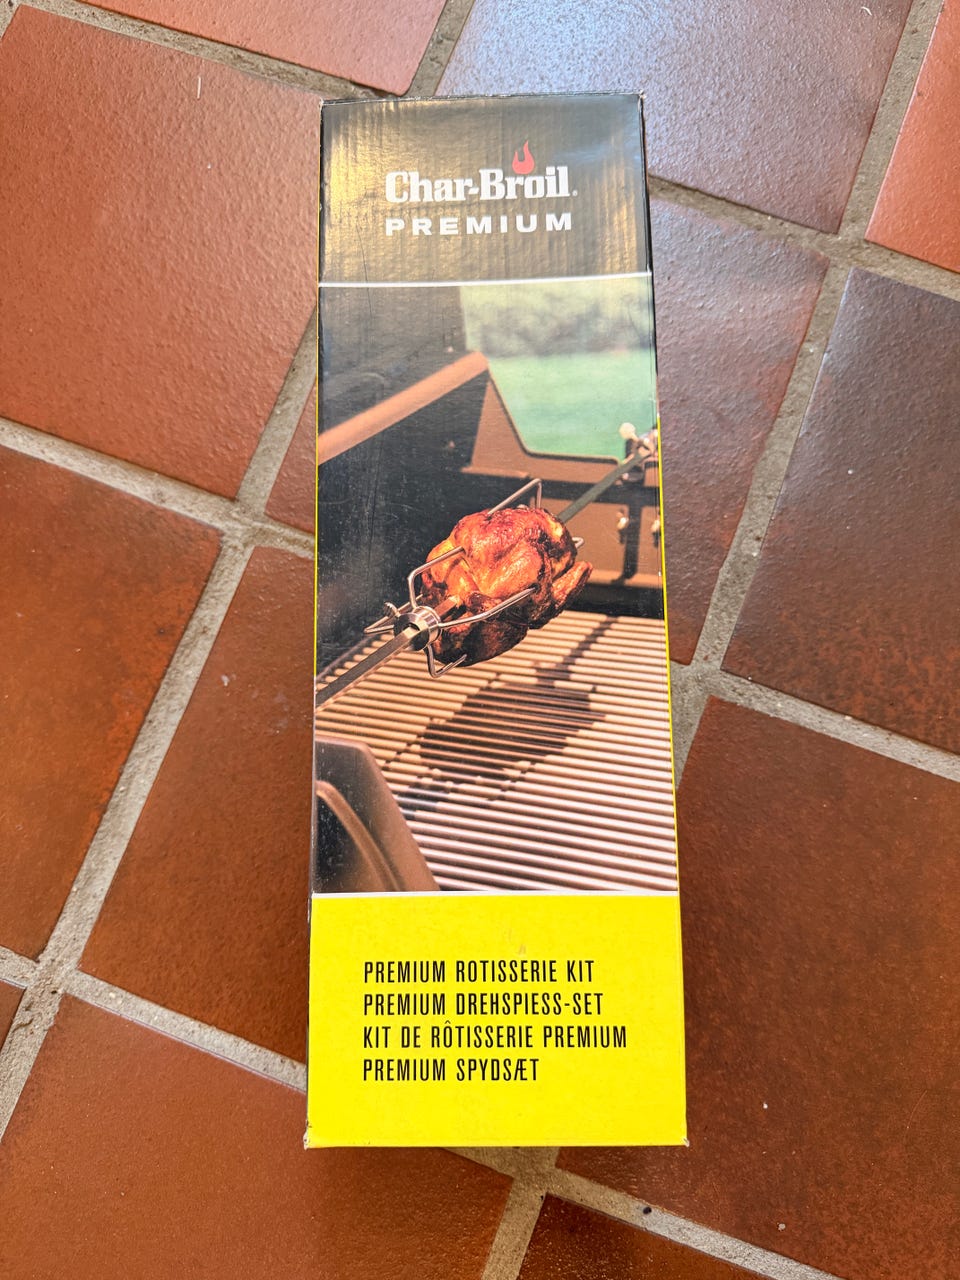 Char-Broil®
PREMIUM
PREMIUM ROTISSERIE KIT
PREMIUM DREHSPIESS-SET
KIT DE RÔTISSERIE PREMIUM
PREMIUM SPYDSÆT